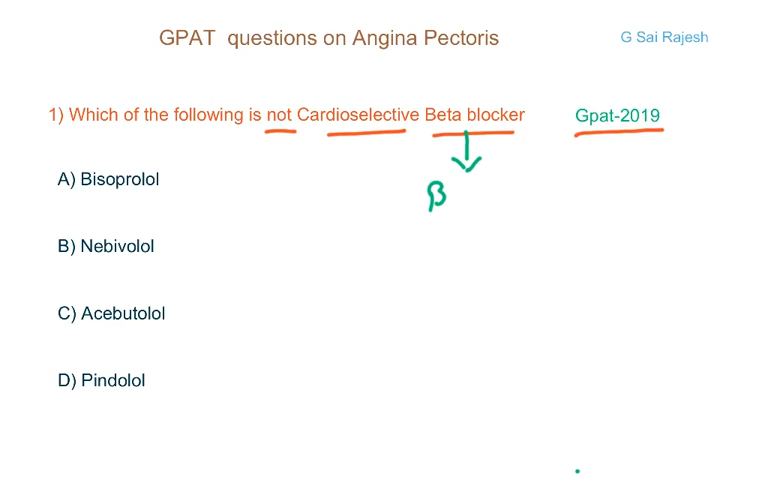 GPAT questions on Angina Pectoris
G Sai Rajesh
1) Which of the following is not Cardioselective Beta blocker
Gpat-2019
A) Bisoprolol
β
B) Nebivolol
C) Acebutolol
D) Pindolol